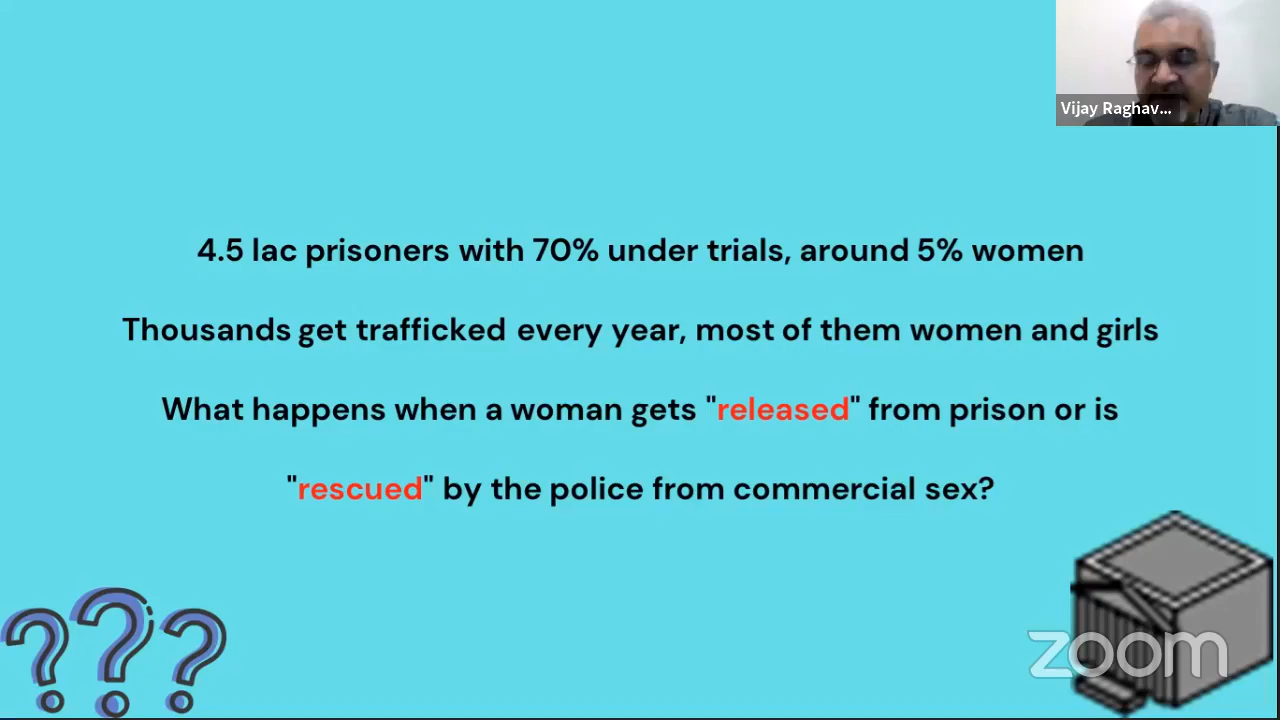 Vijay Raghav...
4.5 lac prisoners with 70% under trials, around 5% women
Thousands get trafficked every year, most of them women and girls
What happens when a woman gets "released" from prison or is
"rescued" by the police from commercial sex?
???
zoom